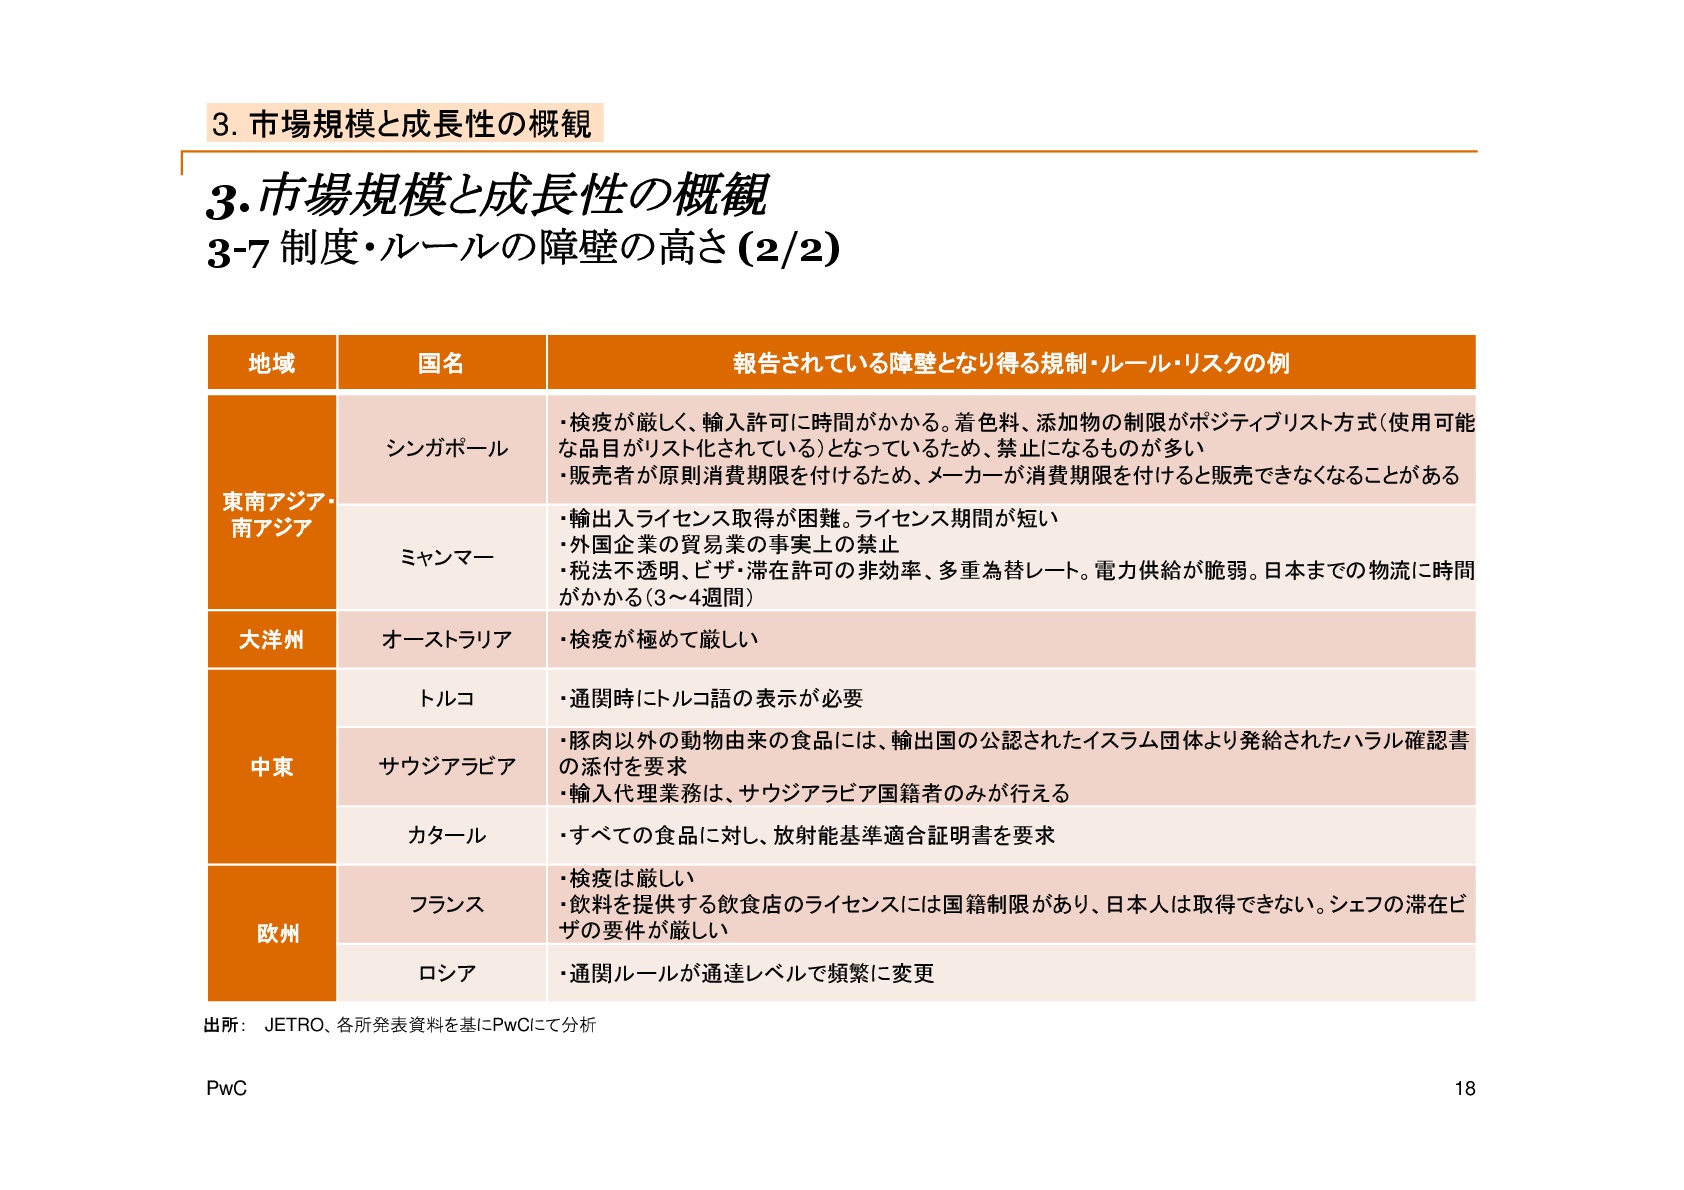 3. 市場規模と成長性の概観
3.市場規模と成長性の概観
3-7 制度・ルールの障壁の高さ (2/2)
地域
国名
報告されている障壁となり得る規制・ルール・リスクの例
東南アジア・
南アジア
シンガポール
・検疫が厳しく、輸入許可に時間がかかる。着色料、添加物の制限がポジティブリスト方式（使用可能
な品目がリスト化されている）となっているため、禁止になるものが多い
・販売者が原則消費期限を付けるため、メーカーが消費期限を付けると販売できなくなることがある
ミャンマー
・輸出入ライセンス取得が困難。ライセンス期間が短い
・外国企業の貿易業の事実上の禁止
・税法不透明、ビザ・滞在許可の非効率、多重為替レート。電力供給が脆弱。日本までの物流に時間
がかかる（3～4週間）
大洋州
オーストラリア
・検疫が極めて厳しい
中東
トルコ
・通関時にトルコ語の表示が必要
サウジアラビア
・豚肉以外の動物由来の食品には、輸出国の公認されたイスラム団体より発給されたハラル確認書
の添付を要求
・輸入代理業務は、サウジアラビア国籍者のみが行える
カタール
・すべての食品に対し、放射能基準適合証明書を要求
欧州
フランス
・検疫は厳しい
・飲料を提供する飲食店のライセンスには国籍制限があり、日本人は取得できない。シェフの滞在ビ
ザの要件が厳しい
ロシア
・通関ルールが通達レベルで頻繁に変更
出所： JETRO、各所発表資料を基にPwCにて分析
PwC
18